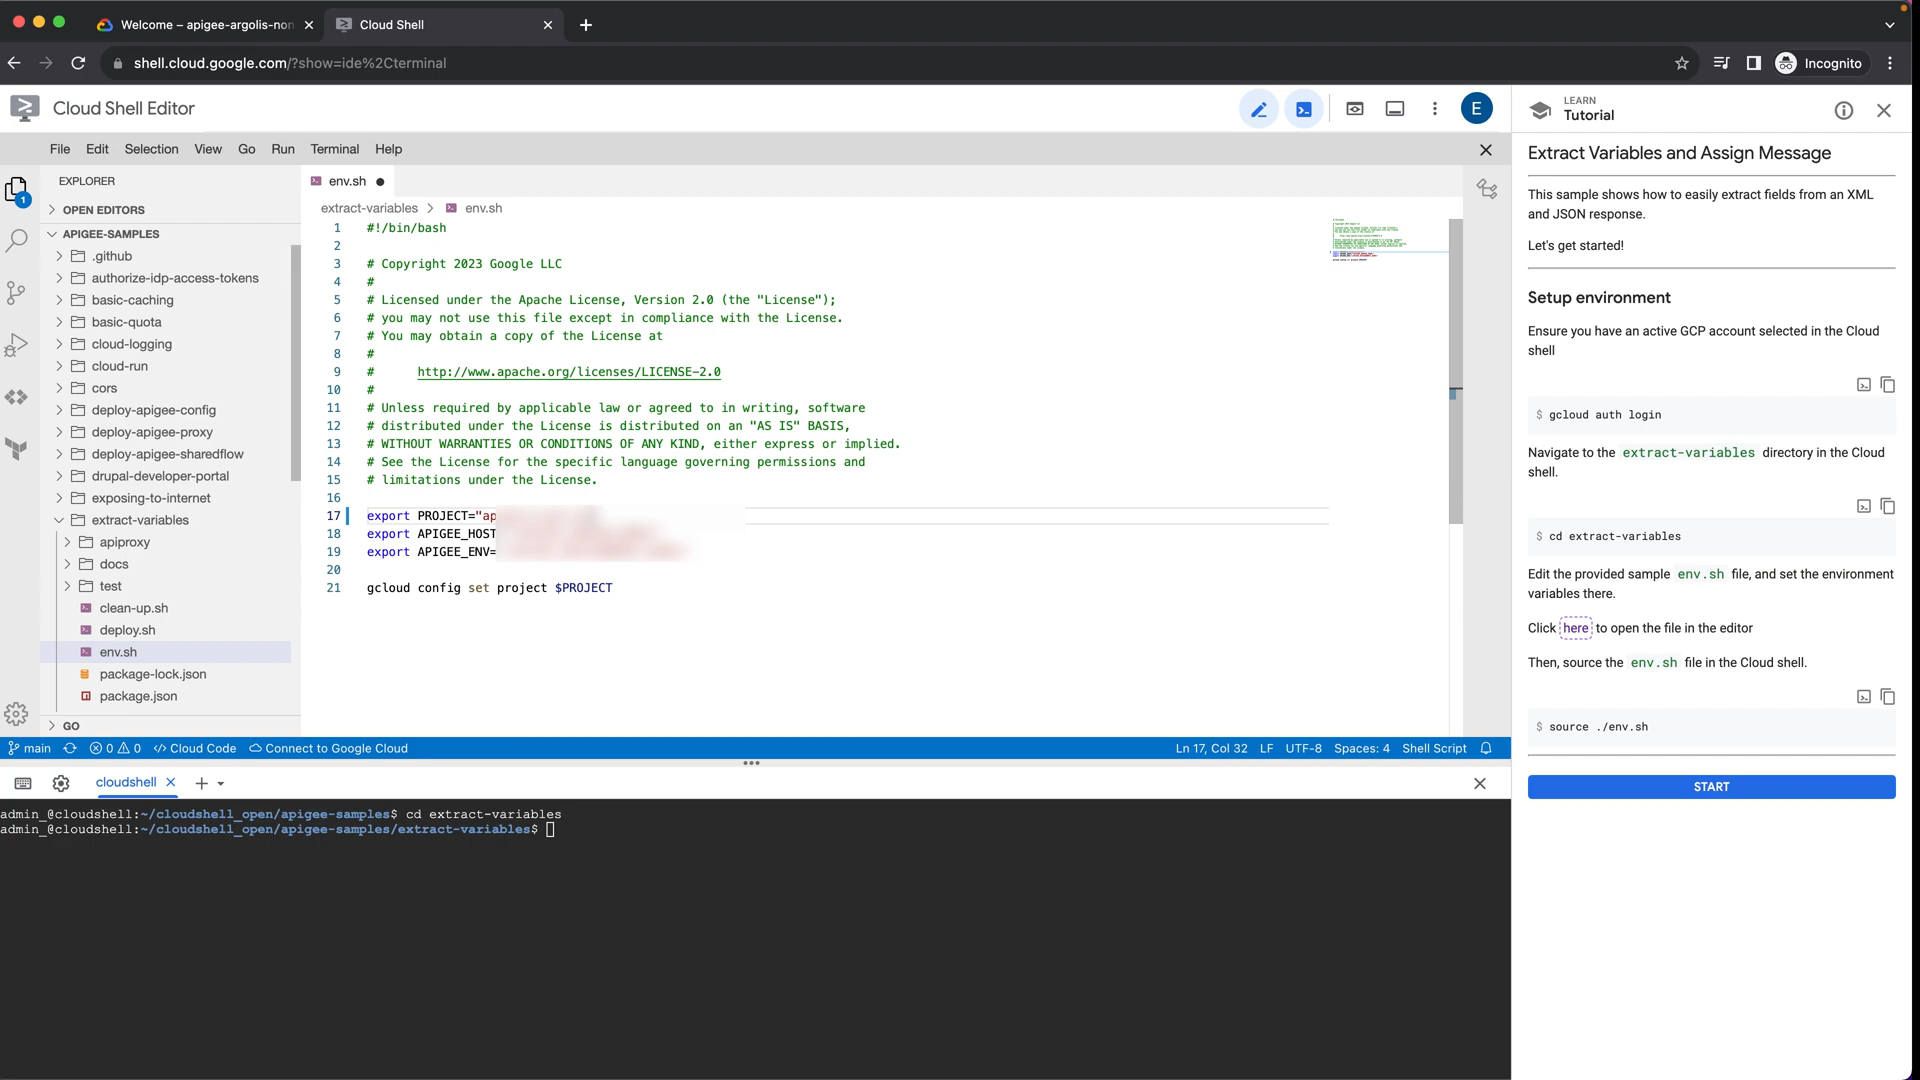 Welcome – apigee-argolis-non
Cloud Shell
shell.cloud.google.com/?show=ide%2Cterminal
Incognito
Cloud Shell Editor
E
File Edit Selection View Go Run Terminal Help
EXPLORER
1
OPEN EDITORS
APIGEE-SAMPLES
.github
authorize-idp-access-tokens
basic-caching
basic-quota
cloud-logging
cloud-run
cors
deploy-apigee-config
deploy-apigee-proxy
deploy-apigee-sharedflow
drupal-developer-portal
exposing-to-internet
extract-variables
apiproxy
docs
test
clean-up.sh
deploy.sh
env.sh
package-lock.json
package.json
GO
env.sh
extract-variables > env.sh
1 #!/bin/bash
2
3 # Copyright 2023 Google LLC
4 #
5 # Licensed under the Apache License, Version 2.0 (the "License");
6 # you may not use this file except in compliance with the License.
7 # You may obtain a copy of the License at
8 #
9 # http://www.apache.org/licenses/LICENSE-2.0
10 #
11 # Unless required by applicable law or agreed to in writing, software
12 # distributed under the License is distributed on an "AS IS" BASIS,
13 # WITHOUT WARRANTIES OR CONDITIONS OF ANY KIND, either express or implied.
14 # See the License for the specific language governing permissions and
15 # limitations under the License.
16
17 export PROJECT="ap
18 export APIGEE_HOST
19 export APIGEE_ENV=
20
21 gcloud config set project $PROJECT
main 0 0 </> Cloud Code Connect to Google Cloud
Ln 17, Col 32 LF UTF-8 Spaces: 4 Shell Script
cloudshell
admin_@cloudshell:~/cloudshell_open/apigee-samples$ cd extract-variables
admin_@cloudshell:~/cloudshell_open/apigee-samples/extract-variables$
LEARN
Tutorial
Extract Variables and Assign Message
This sample shows how to easily extract fields from an XML
and JSON response.
Let's get started!
Setup environment
Ensure you have an active GCP account selected in the Cloud
shell
$ gcloud auth login
Navigate to the extract-variables directory in the Cloud
shell.
$ cd extract-variables
Edit the provided sample env.sh file, and set the environment
variables there.
Click here to open the file in the editor
Then, source the env.sh file in the Cloud shell.
$ source ./env.sh
START